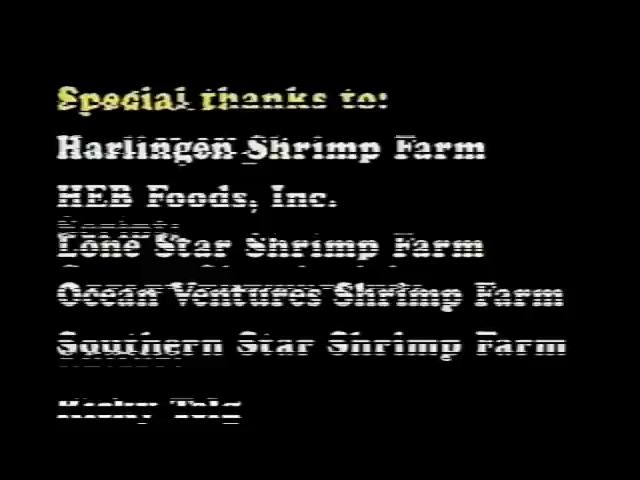 Special thanks to:
Harlingen Shrimp Farm
HEB Foods, Inc.
Lone Star Shrimp Farm
Ocean Ventures Shrimp Farm
Southern Star Shrimp Farm